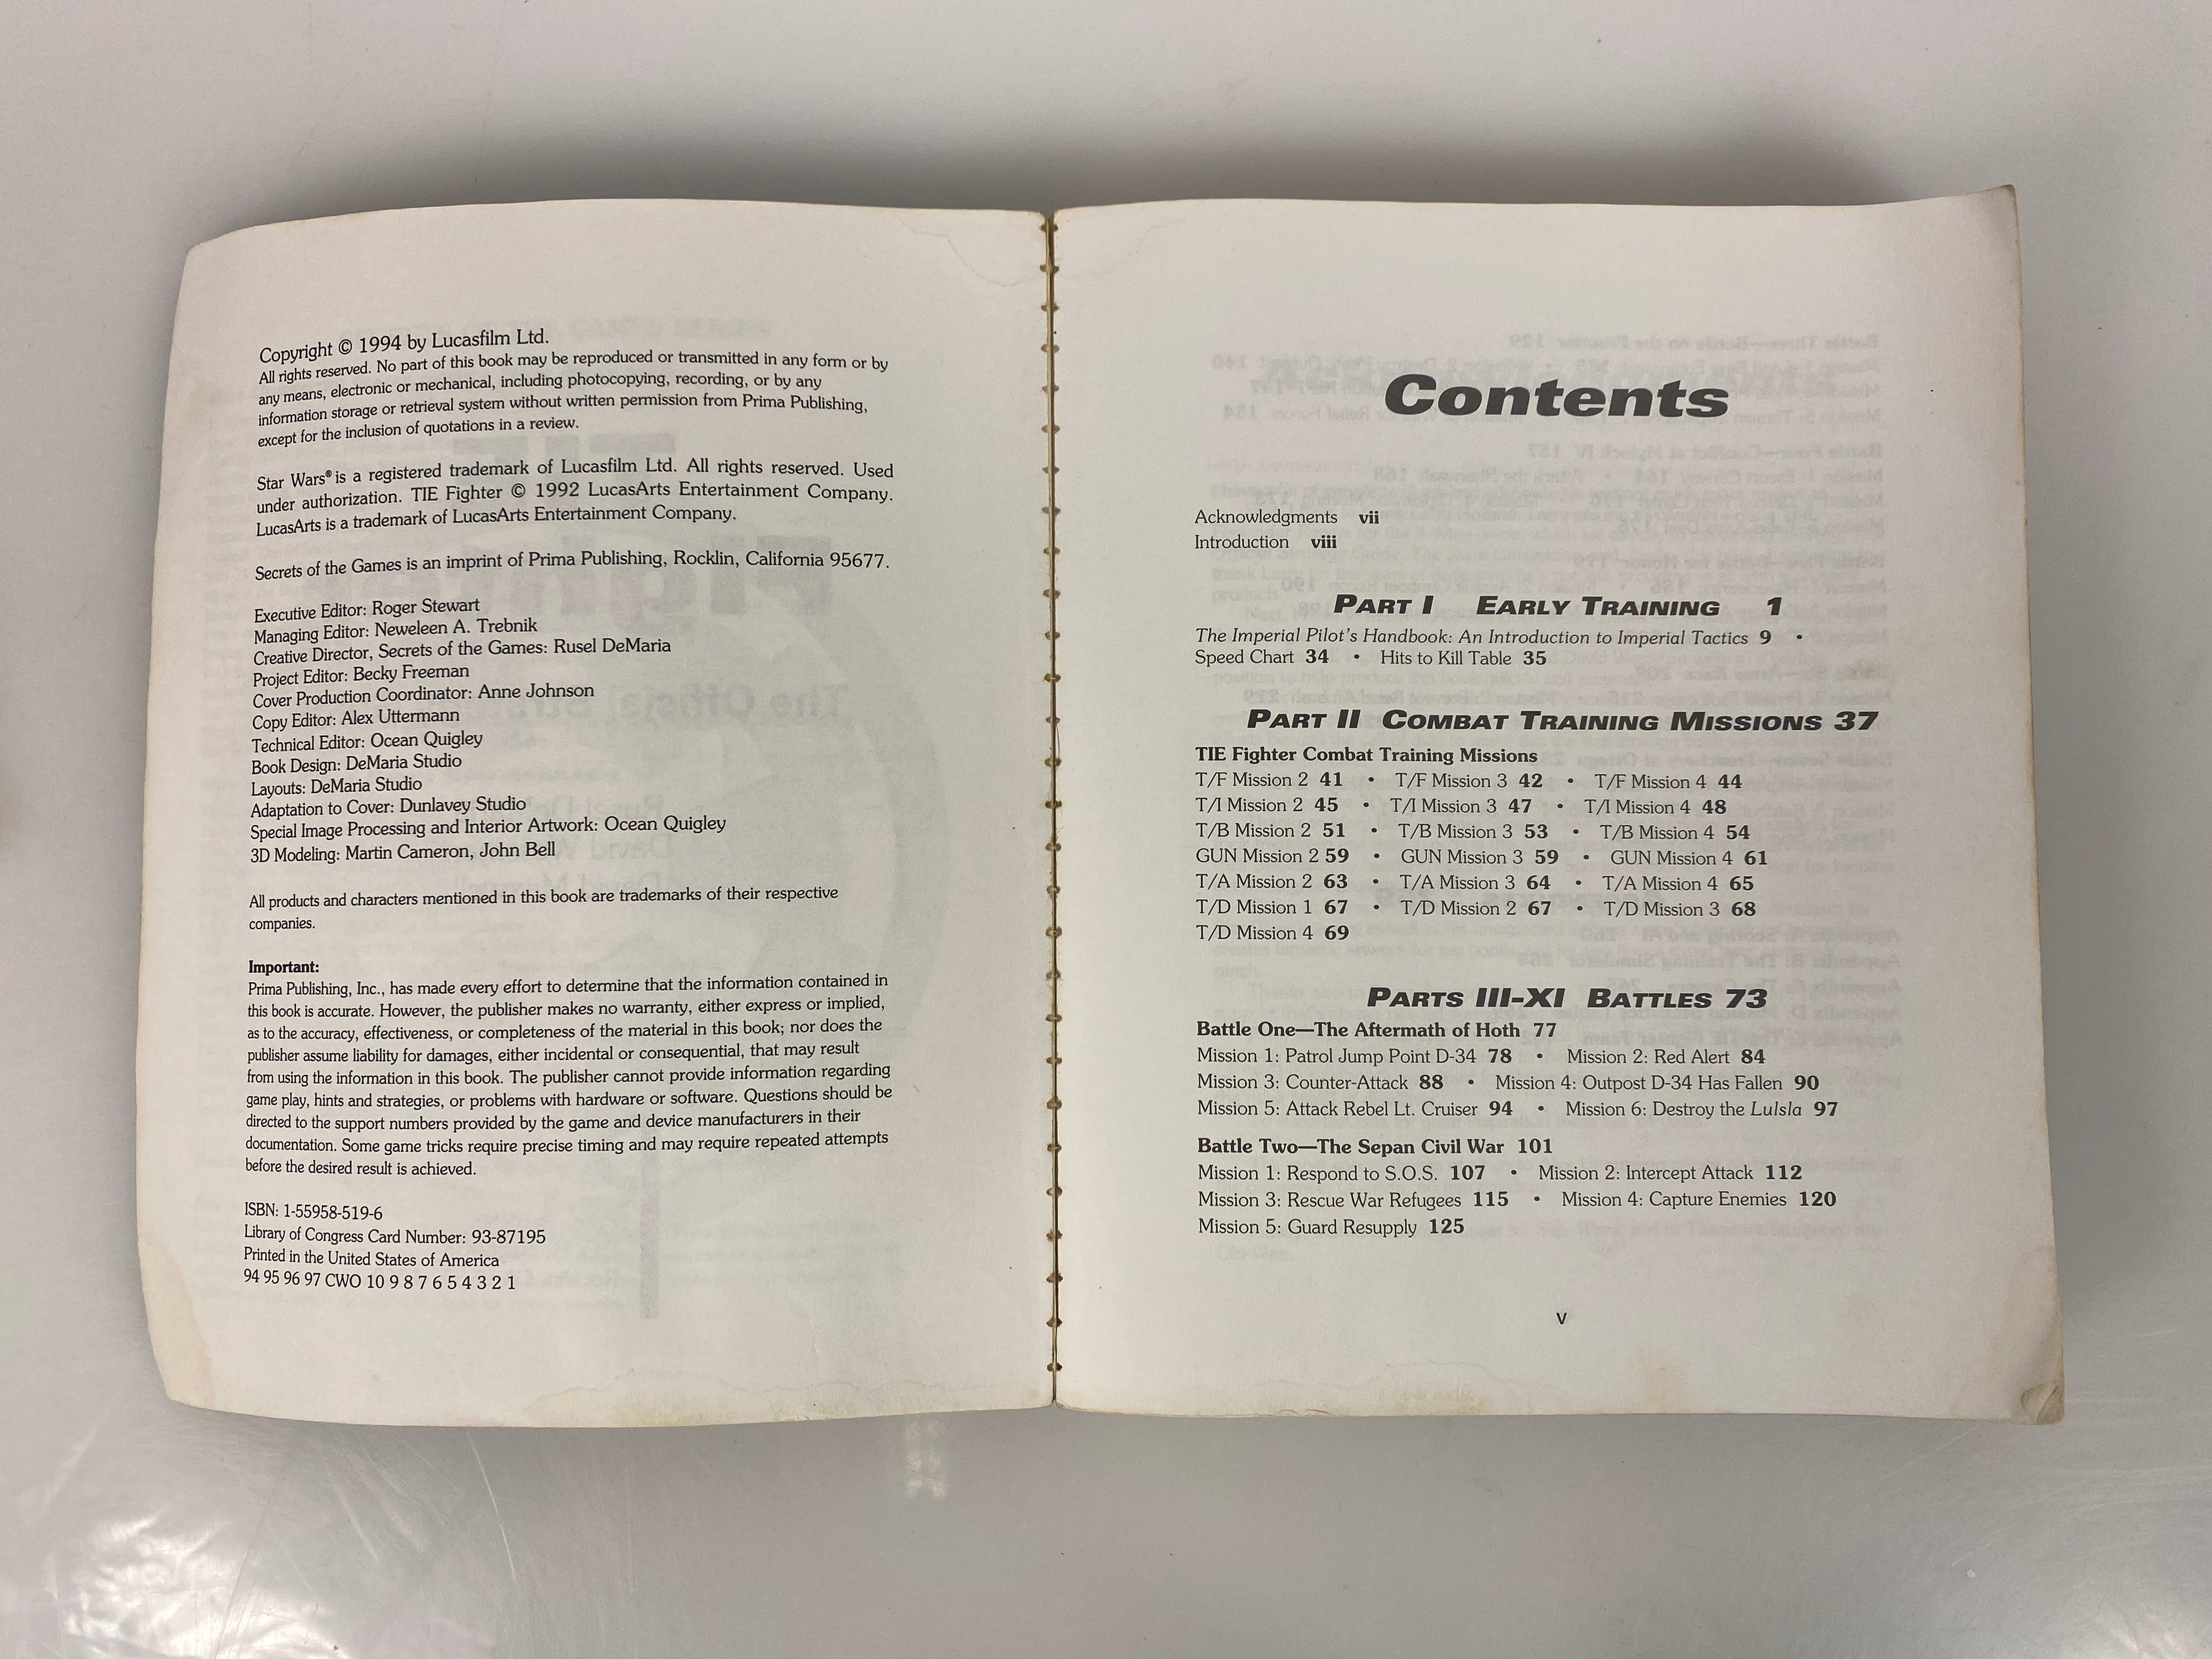 Copyright © 1994 by Lucasfilm Ltd.
All rights reserved. No part of this book may be reproduced or transmitted in any form or by
any means, electronic or mechanical, including photocopying, recording, or by any
information storage or retrieval system without written permission from Prima Publishing,
except for the inclusion of quotations in a review.
Star Wars® is a registered trademark of Lucasfilm Ltd. All rights reserved. Used
under authorization. TIE Fighter © 1992 LucasArts Entertainment Company.
LucasArts is a trademark of LucasArts Entertainment Company.
Secrets of the Games is an imprint of Prima Publishing, Rocklin, California 95677.
Executive Editor: Roger Stewart
Managing Editor: Neweleen A. Trebnik
Creative Director, Secrets of the Games: Rusel DeMaria
Project Editor: Becky Freeman
Cover Production Coordinator: Anne Johnson
Copy Editor: Alex Uttermann
Technical Editor: Ocean Quigley
Book Design: DeMaria Studio
Layouts: DeMaria Studio
Adaptation to Cover: Dunlavey Studio
Special Image Processing and Interior Artwork: Ocean Quigley
3D Modeling: Martin Cameron, John Bell
All products and characters mentioned in this book are trademarks of their respective
companies.
Important:
Prima Publishing, Inc., has made every effort to determine that the information contained in
this book is accurate. However, the publisher makes no warranty, either express or implied,
as to the accuracy, effectiveness, or completeness of the material in this book; nor does the
publisher assume liability for damages, either incidental or consequential, that may result
from using the information in this book. The publisher cannot provide information regarding
game play, hints and strategies, or problems with hardware or software. Questions should be
directed to the support numbers provided by the game and device manufacturers in their
documentation. Some game tricks require precise timing and may require repeated attempts
before the desired result is achieved.
ISBN: 1-55958-519-6
Library of Congress Card Number: 93-87195
Printed in the United States of America
94 95 96 97 CWO 10 9 8 7 6 5 4 3 2 1
Contents
Acknowledgments vii
Introduction viii
PART I EARLY TRAINING 1
The Imperial Pilot's Handbook: An Introduction to Imperial Tactics 9 •
Speed Chart 34 • Hits to Kill Table 35
PART II COMBAT TRAINING MISSIONS 37
TIE Fighter Combat Training Missions
T/F Mission 2 41 • T/F Mission 3 42 • T/F Mission 4 44
T/I Mission 2 45 • T/I Mission 3 47 • T/I Mission 4 48
T/B Mission 2 51 • T/B Mission 3 53 • T/B Mission 4 54
GUN Mission 2 59 • GUN Mission 3 59 • GUN Mission 4 61
T/A Mission 2 63 • T/A Mission 3 64 • T/A Mission 4 65
T/D Mission 1 67 • T/D Mission 2 67 • T/D Mission 3 68
T/D Mission 4 69
PARTS III-XI BATTLES 73
Battle One—The Aftermath of Hoth 77
Mission 1: Patrol Jump Point D-34 78 • Mission 2: Red Alert 84
Mission 3: Counter-Attack 88 • Mission 4: Outpost D-34 Has Fallen 90
Mission 5: Attack Rebel Lt. Cruiser 94 • Mission 6: Destroy the Lulsla 97
Battle Two—The Sepan Civil War 101
Mission 1: Respond to S.O.S. 107 • Mission 2: Intercept Attack 112
Mission 3: Rescue War Refugees 115 • Mission 4: Capture Enemies 120
Mission 5: Guard Resupply 125
v